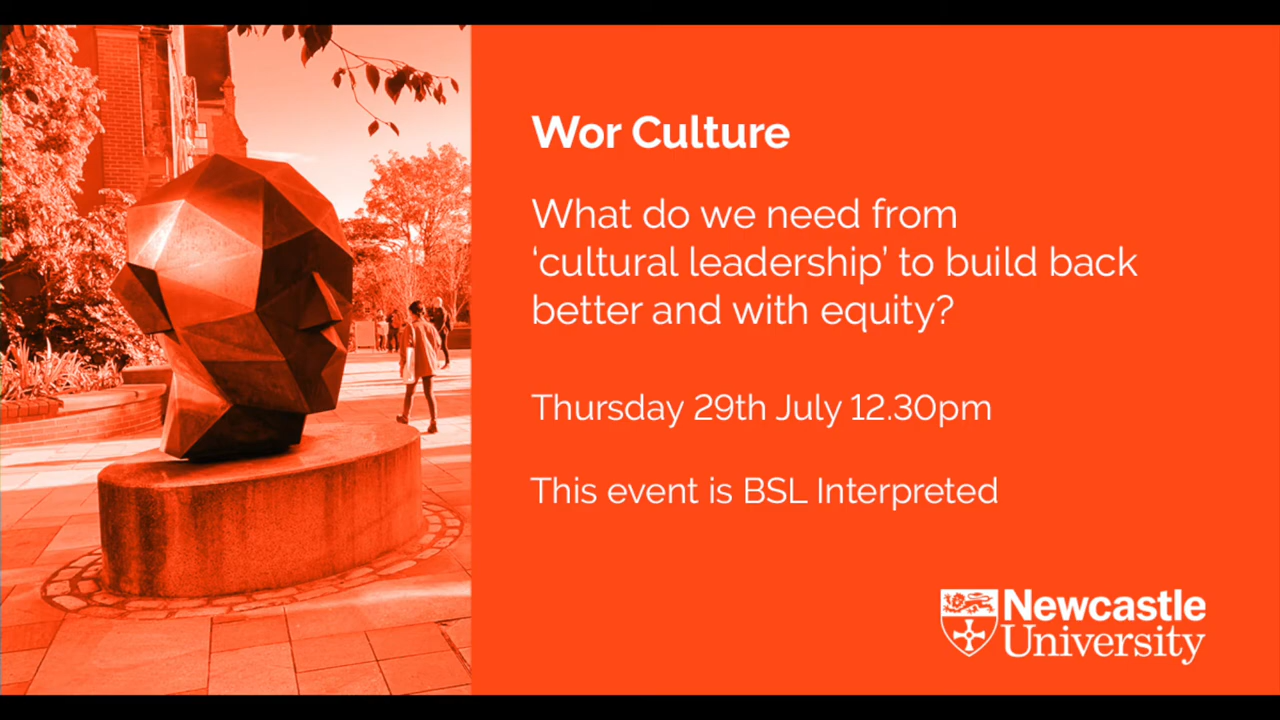 Wor Culture
What do we need from
‘cultural leadership’ to build back
better and with equity?
Thursday 29th July 12.30pm
This event is BSL Interpreted
Newcastle
University